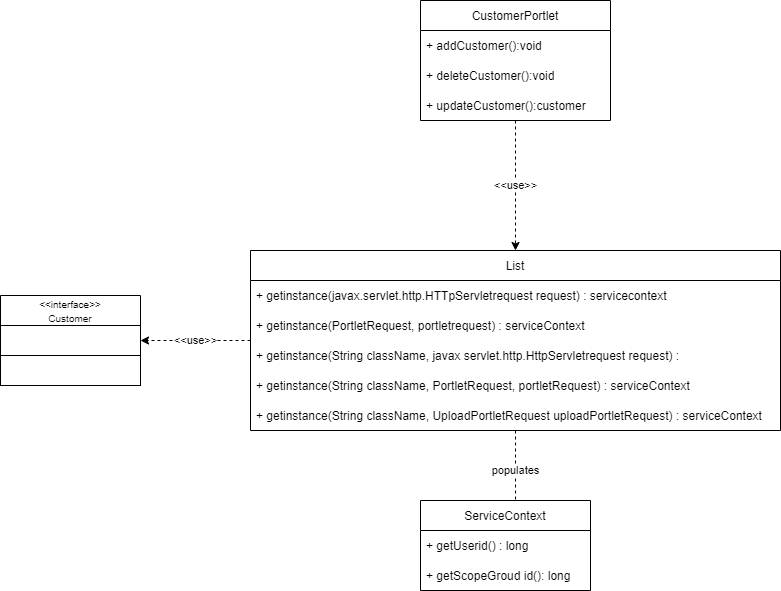 CustomerPortlet
+ addCustomer():void
+ deleteCustomer():void
+ updateCustomer():customer
<<use>>
List
+ getinstance(javax.servlet.http.HTTpServletrequest request) : servicecontext
+ getinstance(PortletRequest, portletrequest) : serviceContext
+ getinstance(String className, javax servlet.http.HttpServletrequest request) :
+ getinstance(String className, PortletRequest, portletRequest) : serviceContext
+ getinstance(String className, UploadPortletRequest uploadPortletRequest) : serviceContext
<<interface>>
Customer
<<use>>
populates
ServiceContext
+ getUserid() : long
+ getScopeGroud id(): long